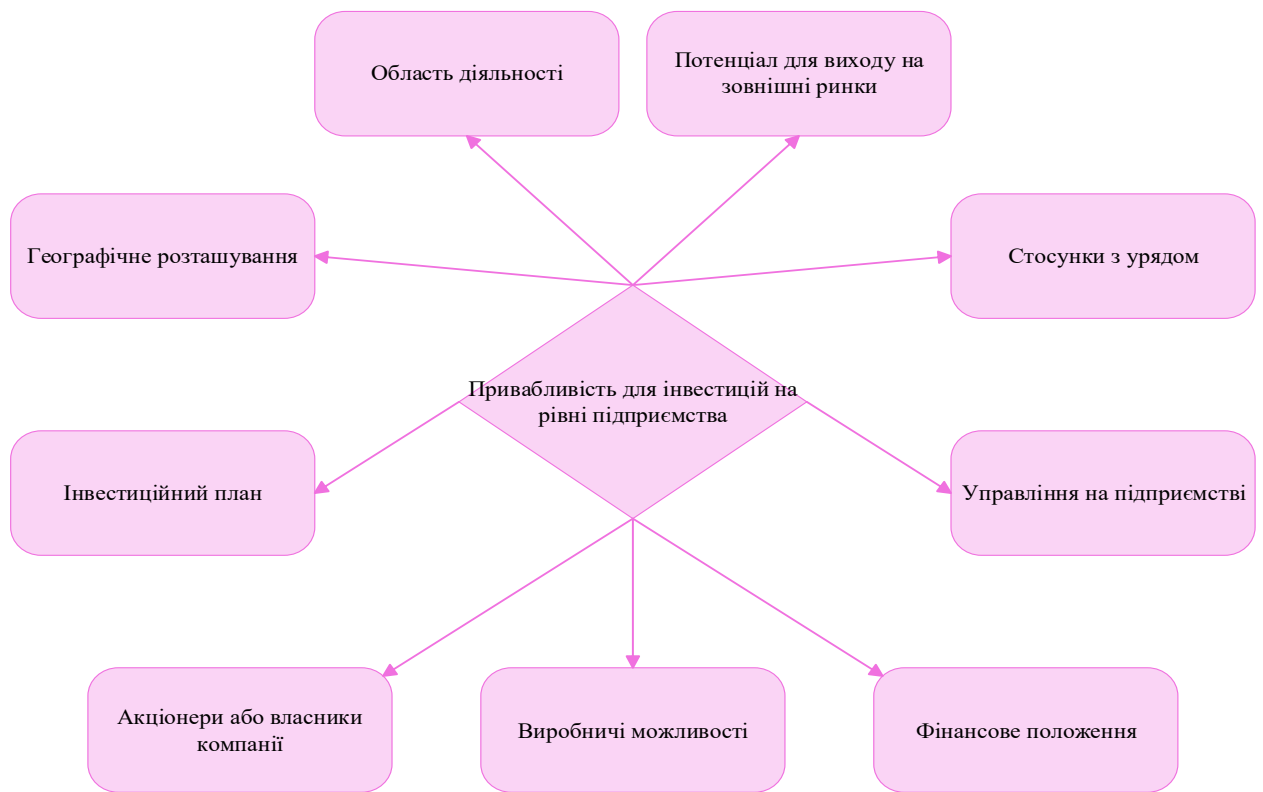 Область діяльності
Потенціал для виходу на
зовнішні ринки
Географічне розташування
Стосунки з урядом
Привабливість для інвестицій на
рівні підприємства
Інвестиційний план
Управління на підприємстві
Акціонери або власники
компанії
Виробничі можливості
Фінансове положення